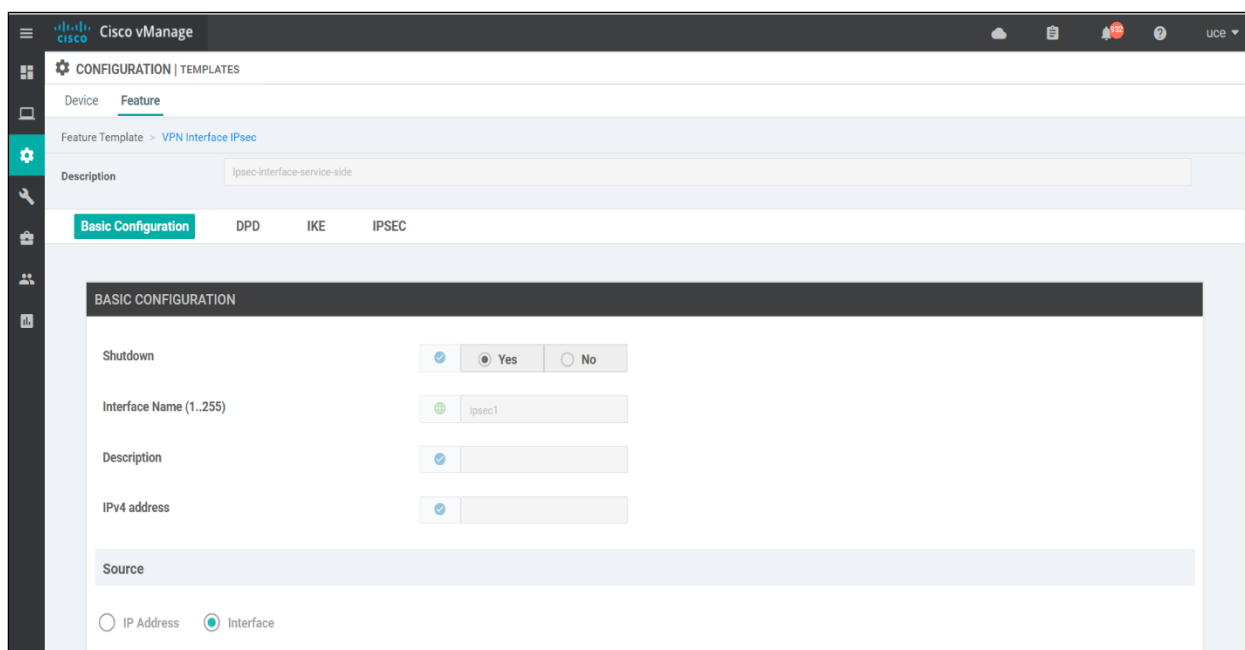 CISCO Cisco vManage 932 uce
CONFIGURATION | TEMPLATES
Device Feature
Feature Template > VPN Interface IPsec
Description ipsec-interface-service-side
Basic Configuration DPD IKE IPSEC
BASIC CONFIGURATION
Shutdown Yes No
Interface Name (1..255) ipsec1
Description
IPv4 address
Source
IP Address Interface